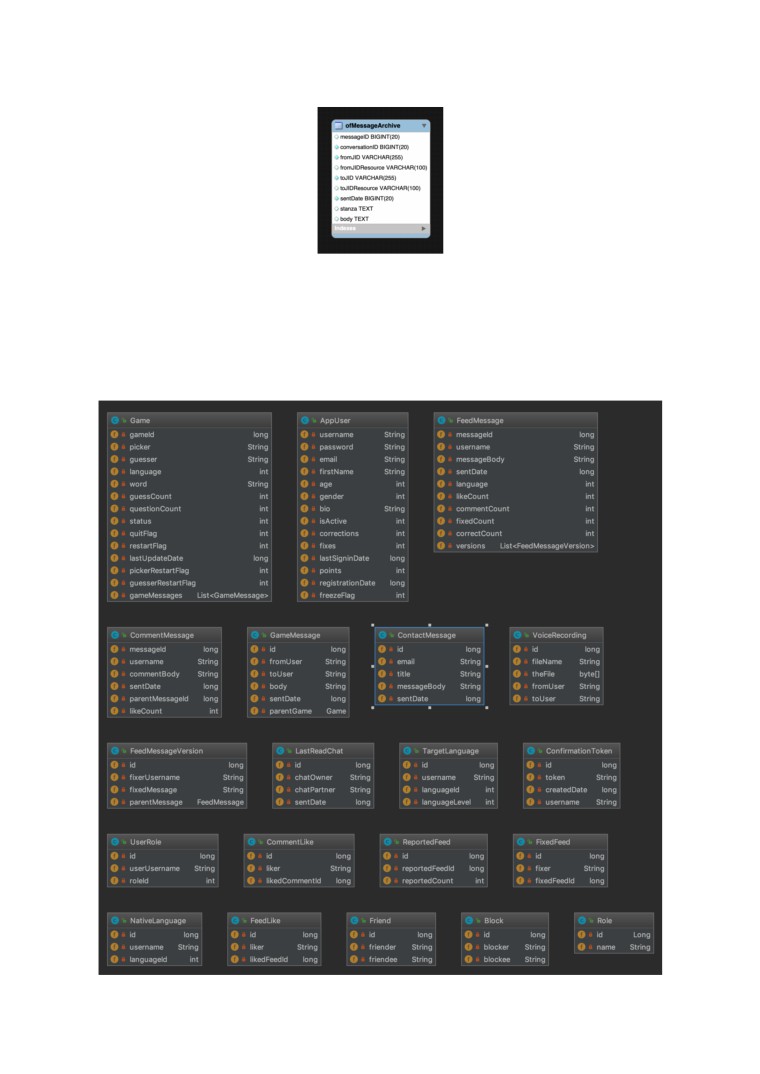 ofMessageArchive
messageID BIGINT(20)
conversationID BIGINT(20)
fromJID VARCHAR(255)
fromJIDResource VARCHAR(100)
toJID VARCHAR(255)
toJIDResource VARCHAR(100)
sentDate BIGINT(20)
stanza TEXT
body TEXT
Indexes
Game
gameId long
picker String
guesser String
language int
word String
guessCount int
questionCount int
status int
quitFlag int
restartFlag int
lastUpdateDate long
pickerRestartFlag int
guesserRestartFlag int
gameMessages List<GameMessage>
AppUser
username String
password String
email String
firstName String
age int
gender int
bio String
isActive int
corrections int
fixes int
lastSigninDate long
points int
registrationDate long
freezeFlag int
FeedMessage
messageId long
username String
messageBody String
sentDate long
language int
likeCount int
commentCount int
fixedCount int
correctCount int
versions List<FeedMessageVersion>
CommentMessage
messageId long
username String
commentBody String
sentDate long
parentMessageId long
likeCount int
GameMessage
id long
fromUser String
toUser String
body String
sentDate long
parentGame Game
ContactMessage
id long
email String
title String
messageBody String
sentDate long
VoiceRecording
id long
fileName String
theFile byte[]
fromUser String
toUser String
FeedMessageVersion
id long
fixerUsername String
fixedMessage String
parentMessage FeedMessage
LastReadChat
id long
chatOwner String
chatPartner String
sentDate long
TargetLanguage
id long
username String
languageId int
languageLevel int
ConfirmationToken
id long
token String
createdDate long
username String
UserRole
id long
userUsername String
roleId int
CommentLike
id long
liker String
likedCommentId long
ReportedFeed
id long
reportedFeedId long
reportedCount int
FixedFeed
id long
fixer String
fixedFeedId long
NativeLanguage
id long
username String
languageId int
FeedLike
id long
liker String
likedFeedId long
Friend
id long
friender String
friendee String
Block
id long
blocker String
blockee String
Role
id Long
name String